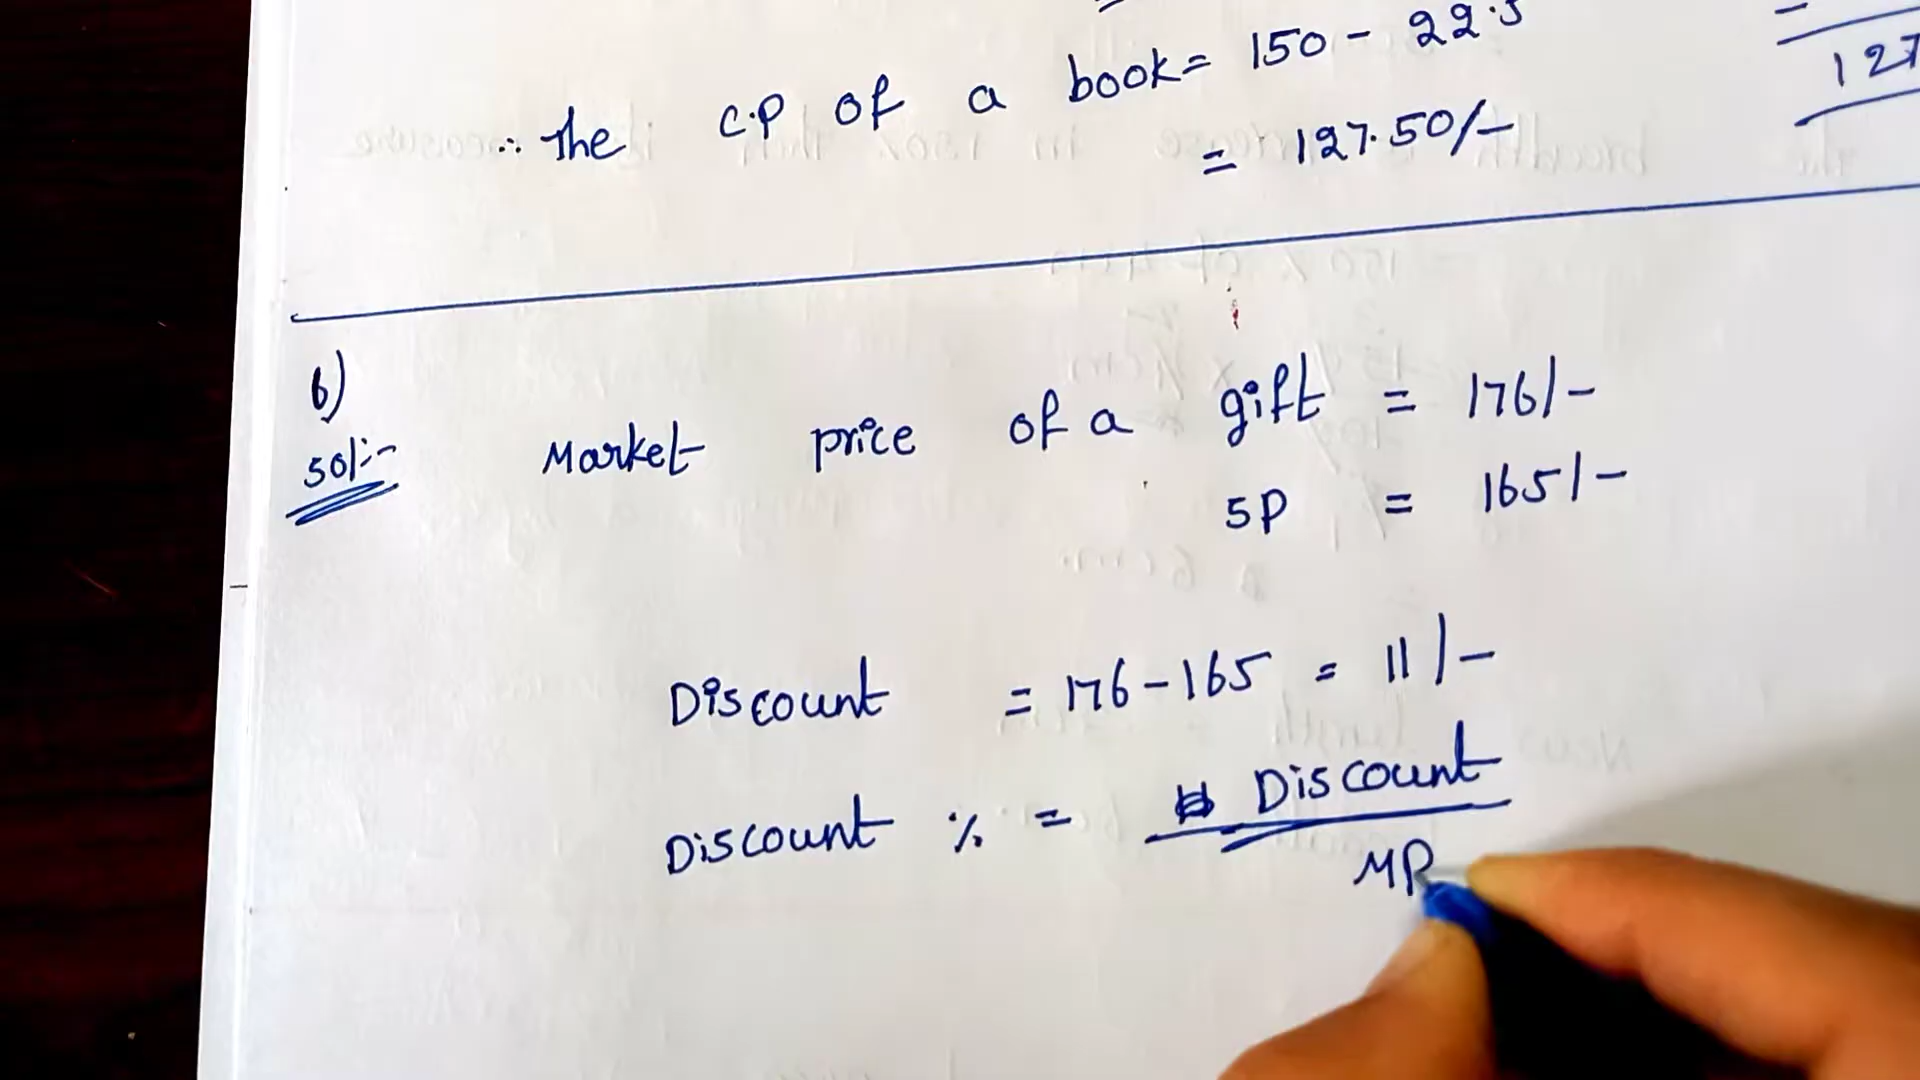 ∴ The C.P of a book = 150 - 22.5
= 127.50/-
127
6)
Sol:-
Market price of a gift = 176/-
SP = 165/-
Discount = 176 - 165 = 11/-
Discount % = Discount
MP